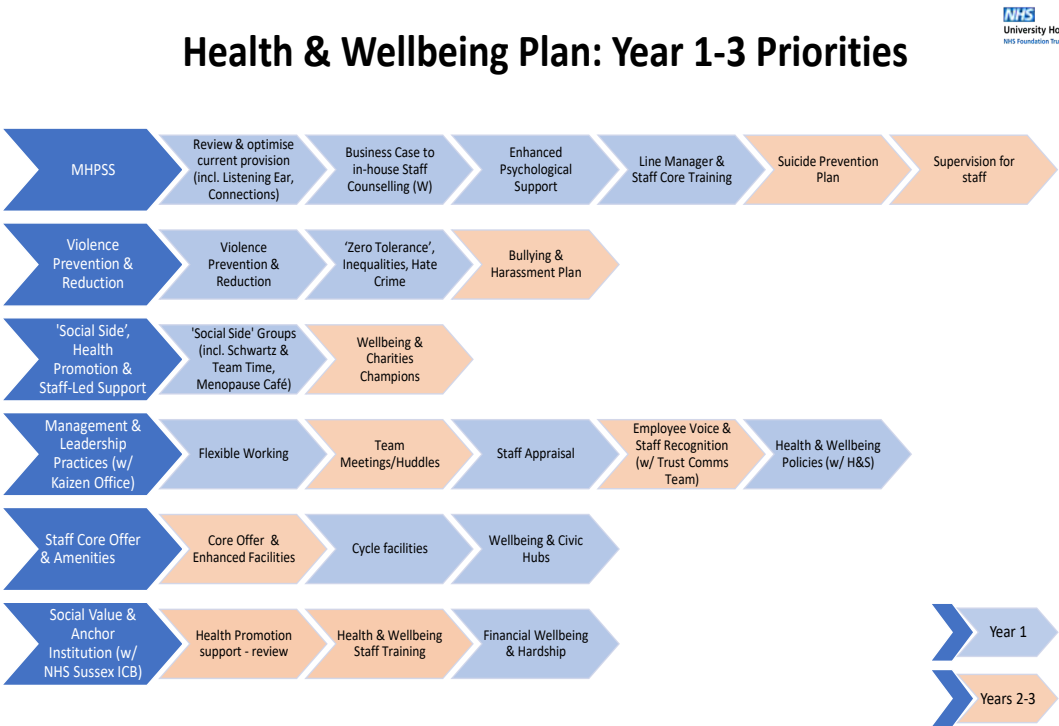 NHS
University Ho
NHS Foundation Tru
Health & Wellbeing Plan: Year 1-3 Priorities
MHPSS
Review & optimise
current provision
(incl. Listening Ear,
Connections)
Business Case to
in-house Staff
Counselling (W)
Enhanced
Psychological
Support
Line Manager &
Staff Core Training
Suicide Prevention
Plan
Supervision for
staff
Violence
Prevention &
Reduction
Violence
Prevention &
Reduction
‘Zero Tolerance’,
Inequalities, Hate
Crime
Bullying &
Harassment Plan
'Social Side’,
Health
Promotion &
Staff-Led Support
'Social Side' Groups
(incl. Schwartz &
Team Time,
Menopause Café)
Wellbeing &
Charities
Champions
Management &
Leadership
Practices (w/
Kaizen Office)
Flexible Working
Team
Meetings/Huddles
Staff Appraisal
Employee Voice &
Staff Recognition
(w/ Trust Comms
Team)
Health & Wellbeing
Policies (w/ H&S)
Staff Core Offer
& Amenities
Core Offer &
Enhanced Facilities
Cycle facilities
Wellbeing & Civic
Hubs
Social Value &
Anchor
Institution (w/
NHS Sussex ICB)
Health Promotion
support - review
Health & Wellbeing
Staff Training
Financial Wellbeing
& Hardship
Year 1
Years 2-3